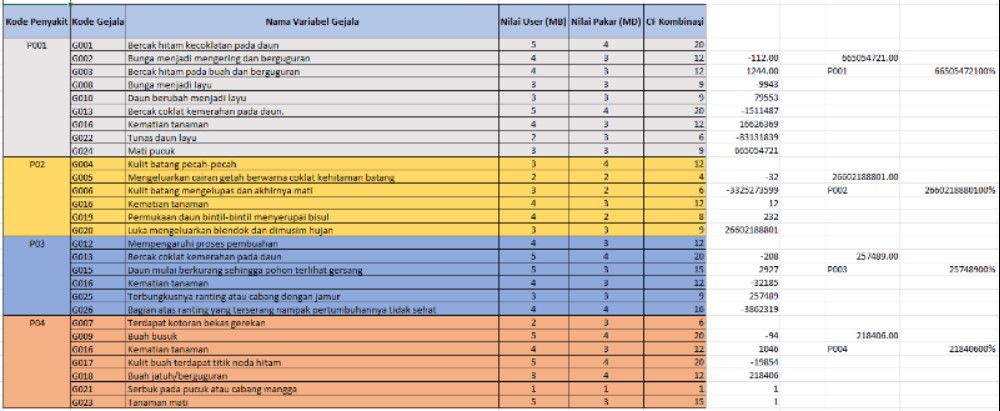 Kode Penyakit Kode Gejala Nama Variabel Gejala Nilai User (MB) Nilai Pakar (MD) CF Kombinasi
P001 G001 Bercak hitam kecoklatan pada daun 5 4 20
G002 Bunga menjadi mengering dan berguguran 4 3 12 -112.00 665054721.00
G003 Bercak hitam pada buah dan berguguran 4 3 12 1244.00 P001 66505472100%
G008 Bunga menjadi layu 3 3 9 -9943
G010 Daun berubah menjadi layu 3 3 9 79553
G013 Bercak coklat kemerahan pada daun. 5 4 20 -1511487
G016 Kematian tanaman 4 3 12 16626369
G022 Tunas daun layu 2 3 6 -83131839
G024 Mati pucuk 3 3 9 665054721
P02 G004 Kulit batang pecah-pecah 3 4 12
G005 Mengeluarkan cairan getah berwarna coklat kehitaman batang 2 2 4 -32 26602188801.00
G006 Kulit batang mengelupas dan akhirnya mati 3 2 6 -3325273599 P002 2660218880100%
G016 Kematian tanaman 4 3 12 12
G019 Permukaan daun bintil-bintil menyerupai bisul 4 2 8 232
G020 Luka mengeluarkan blendok dan dimusim hujan 3 3 9 26602188801
P03 G012 Mempengaruhi proses pembuahan 4 3 12
G013 Bercak coklat kemerahan pada daun 5 4 20 -208 257489.00
G015 Daun mulai berkurang sehingga pohon terlihat gersang 5 3 15 2927 P003 25748900%
G016 Kematian tanaman 4 3 12 -32185
G025 Terbungkusnya ranting atau cabang dengan jamur 3 3 9 257489
G026 Bagian atas ranting yang terserang nampak pertumbuhannya tidak sehat 4 4 16 -3862319
P04 G007 Terdapat kotoran bekas gerekan 2 3 6
G009 Buah busuk 5 4 20 -94 218406.00
G016 Kematian tanaman 4 3 12 1046 P004 21840600%
G017 Kulit buah terdapat titik noda hitam 5 4 20 -19854
G018 Buah jatuh/berguguran 3 4 12 218406
G021 Serbuk pada pucuk atau cabang mangga 1 1 1 1
G023 Tanaman mati 5 3 15 1